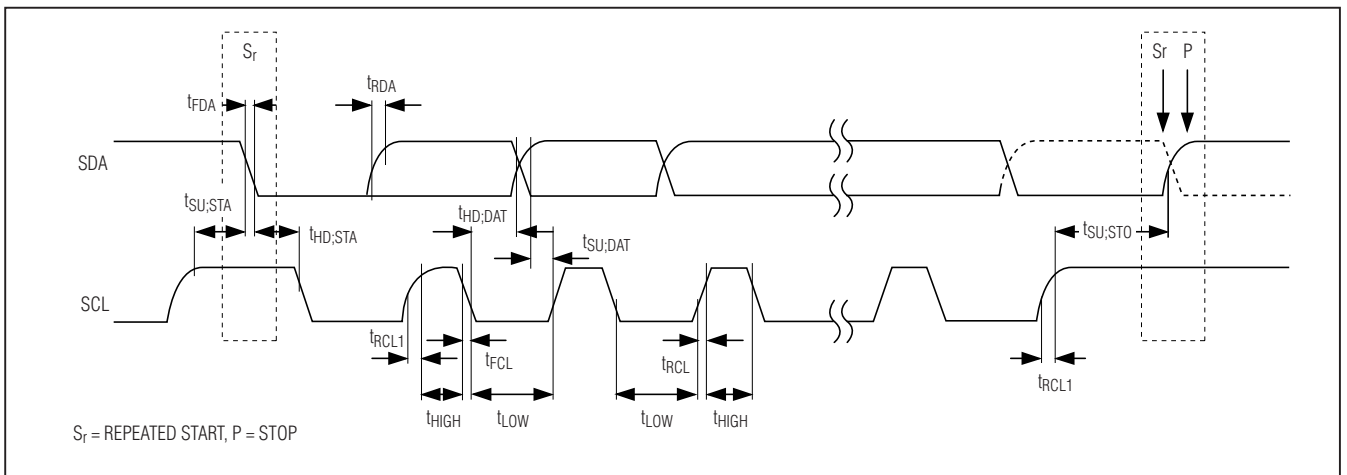 Sr
Sr P
tFDA
tRDA
SDA
tSU;STA
tHD;STA
tHD;DAT
tSU;DAT
tSU;STO
SCL
tRCL1
tFCL
tRCL
tRCL1
tHIGH
tLOW
tLOW
tHIGH
Sr = REPEATED START, P = STOP